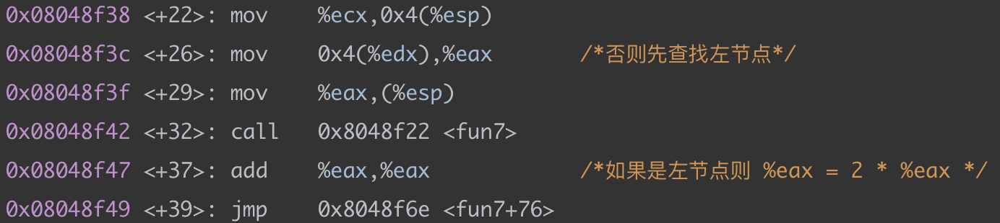 0x08048f38 <+22>: mov %ecx,0x4(%esp)
0x08048f3c <+26>: mov 0x4(%edx),%eax /*否则先查找左节点*/
0x08048f3f <+29>: mov %eax,(%esp)
0x08048f42 <+32>: call 0x8048f22 <fun7>
0x08048f47 <+37>: add %eax,%eax /*如果是左节点则 %eax = 2 * %eax */
0x08048f49 <+39>: jmp 0x8048f6e <fun7+76>